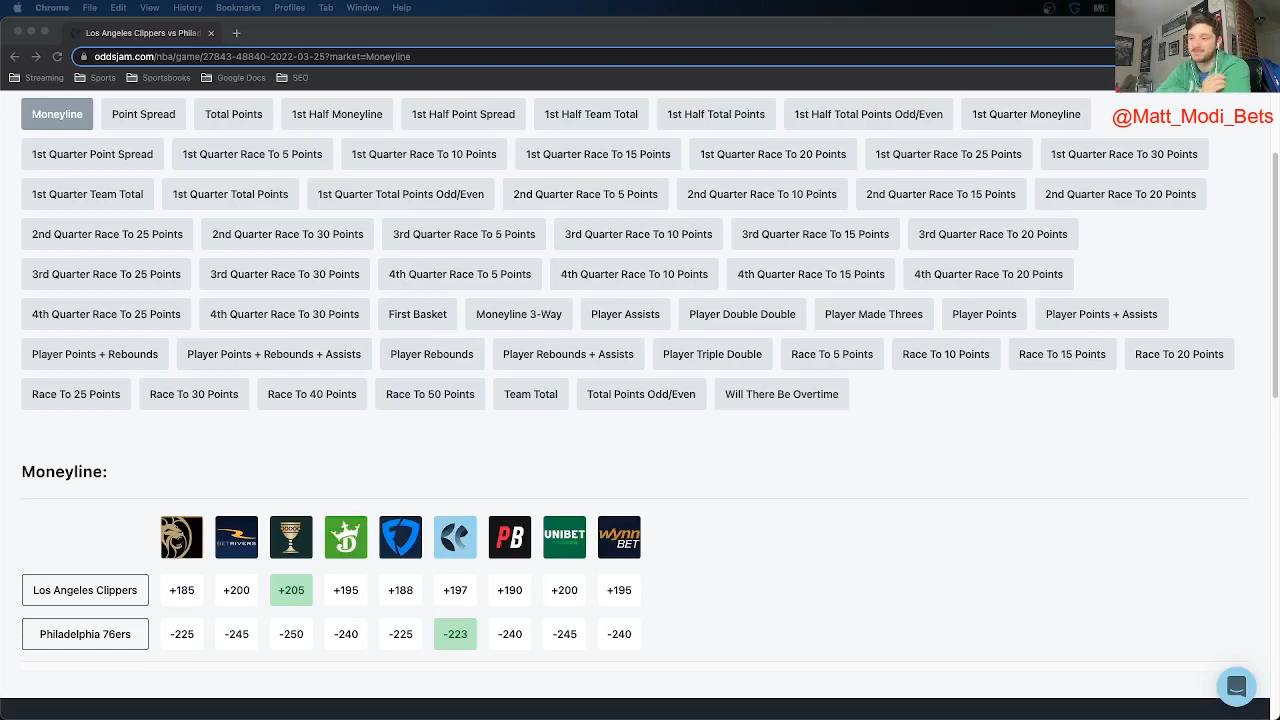 Chrome File Edit View History Bookmarks Profiles Tab Window Help
Los Angeles Clippers vs Philad
oddsjam.com/nba/game/27843-48840-2022-03-25?market=Moneyline
Streaming Sports Sportsbooks Google Docs SEO
@Matt_Modi_Bets
Moneyline Point Spread Total Points 1st Half Moneyline 1st Half Point Spread 1st Half Team Total 1st Half Total Points 1st Half Total Points Odd/Even 1st Quarter Moneyline
1st Quarter Point Spread 1st Quarter Race To 5 Points 1st Quarter Race To 10 Points 1st Quarter Race To 15 Points 1st Quarter Race To 20 Points 1st Quarter Race To 25 Points 1st Quarter Race To 30 Points
1st Quarter Team Total 1st Quarter Total Points 1st Quarter Total Points Odd/Even 2nd Quarter Race To 5 Points 2nd Quarter Race To 10 Points 2nd Quarter Race To 15 Points 2nd Quarter Race To 20 Points
2nd Quarter Race To 25 Points 2nd Quarter Race To 30 Points 3rd Quarter Race To 5 Points 3rd Quarter Race To 10 Points 3rd Quarter Race To 15 Points 3rd Quarter Race To 20 Points
3rd Quarter Race To 25 Points 3rd Quarter Race To 30 Points 4th Quarter Race To 5 Points 4th Quarter Race To 10 Points 4th Quarter Race To 15 Points 4th Quarter Race To 20 Points
4th Quarter Race To 25 Points 4th Quarter Race To 30 Points First Basket Moneyline 3-Way Player Assists Player Double Double Player Made Threes Player Points Player Points + Assists
Player Points + Rebounds Player Points + Rebounds + Assists Player Rebounds Player Rebounds + Assists Player Triple Double Race To 5 Points Race To 10 Points Race To 15 Points Race To 20 Points
Race To 25 Points Race To 30 Points Race To 40 Points Race To 50 Points Team Total Total Points Odd/Even Will There Be Overtime
Moneyline:
BETRIVERS PB UNIBET WYNN BET
Los Angeles Clippers +185 +200 +205 +195 +188 +197 +190 +200 +195
Philadelphia 76ers -225 -245 -250 -240 -225 -223 -240 -245 -240